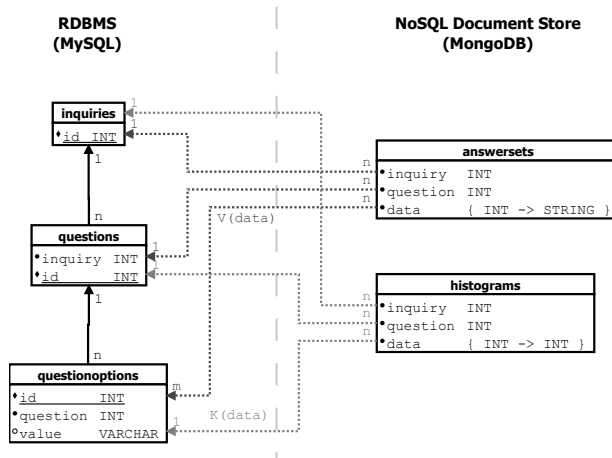 RDBMS
(MySQL)
NoSQL Document Store
(MongoDB)
inquiries
id INT
1
1
1
n
questions
inquiry INT
id INT
1
1
1
n
questionoptions
id INT
question INT
value VARCHAR
m
1
V(data)
K(data)
answersets
n inquiry INT
n question INT
n data { INT -> STRING }
histograms
n inquiry INT
n question INT
n data { INT -> INT }